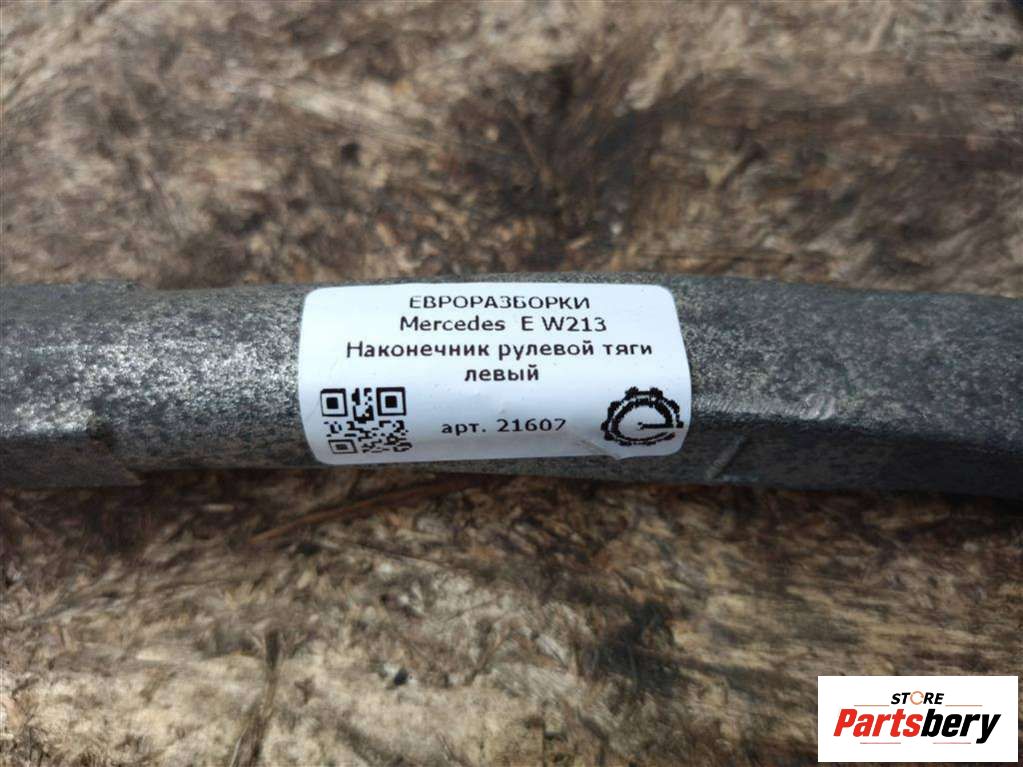 ЕВРОРАЗБОРКИ
Mercedes E W213
Наконечник рулевой тяги
левый
арт. 21607
STORE
Partsbery